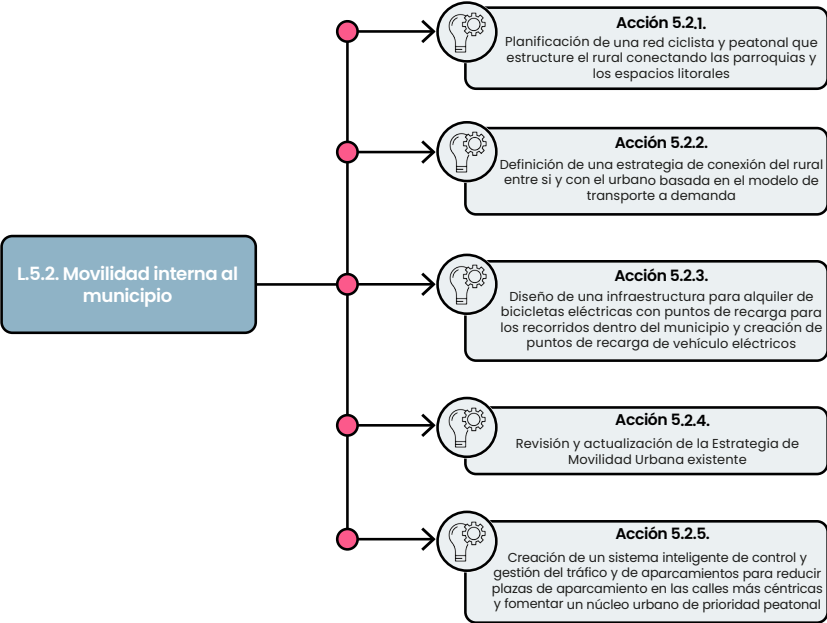 Acción 5.2.1.
Planificación de una red ciclista y peatonal que
estructure el rural conectando las parroquias y
los espacios litorales
Acción 5.2.2.
Definición de una estrategia de conexión del rural
entre si y con el urbano basada en el modelo de
transporte a demanda
L.5.2. Movilidad interna al
municipio
Acción 5.2.3.
Diseño de una infraestructura para alquiler de
bicicletas eléctricas con puntos de recarga para
los recorridos dentro del municipio y creación de
puntos de recarga de vehículo eléctricos
Acción 5.2.4.
Revisión y actualización de la Estrategia de
Movilidad Urbana existente
Acción 5.2.5.
Creación de un sistema inteligente de control y
gestión del tráfico y de aparcamientos para reducir
plazas de aparcamiento en las calles más céntricas
y fomentar un núcleo urbano de prioridad peatonal